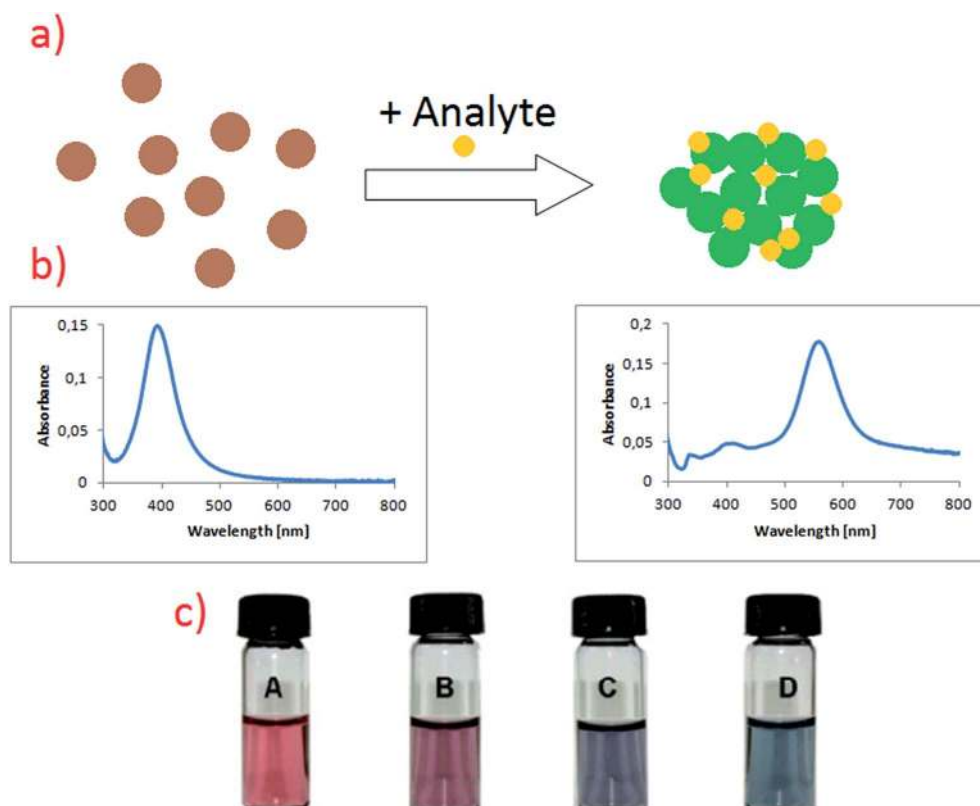 a)
+ Analyte
b)
0,15
0,1
0,05
0
300 400 500 600 700 800
Absorbance
Wavelength [nm]
0,2
0,15
0,1
0,05
0
300 400 500 600 700 800
Absorbance
Wavelength [nm]
c)
A B C D